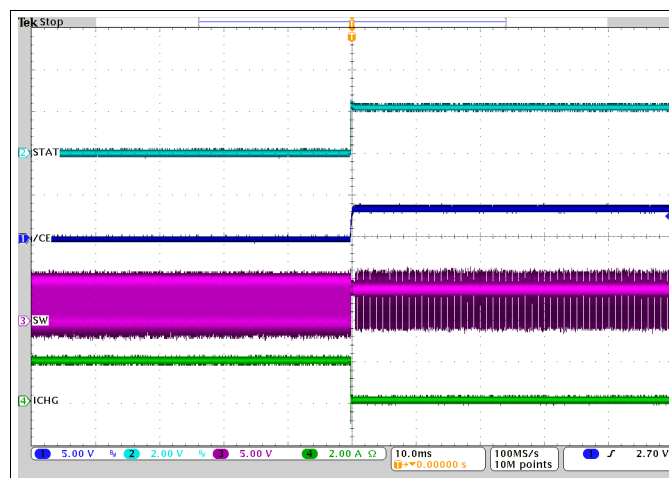 Tek Stop
T
T
2 STAT
1 /CE
3 SW
4 ICHG
1 5.00 V 2 2.00 V 3 5.00 V 4 2.00 A Ω 10.0ms 100MS/s 1 2.70 V
T→▼0.00000 s 10M points